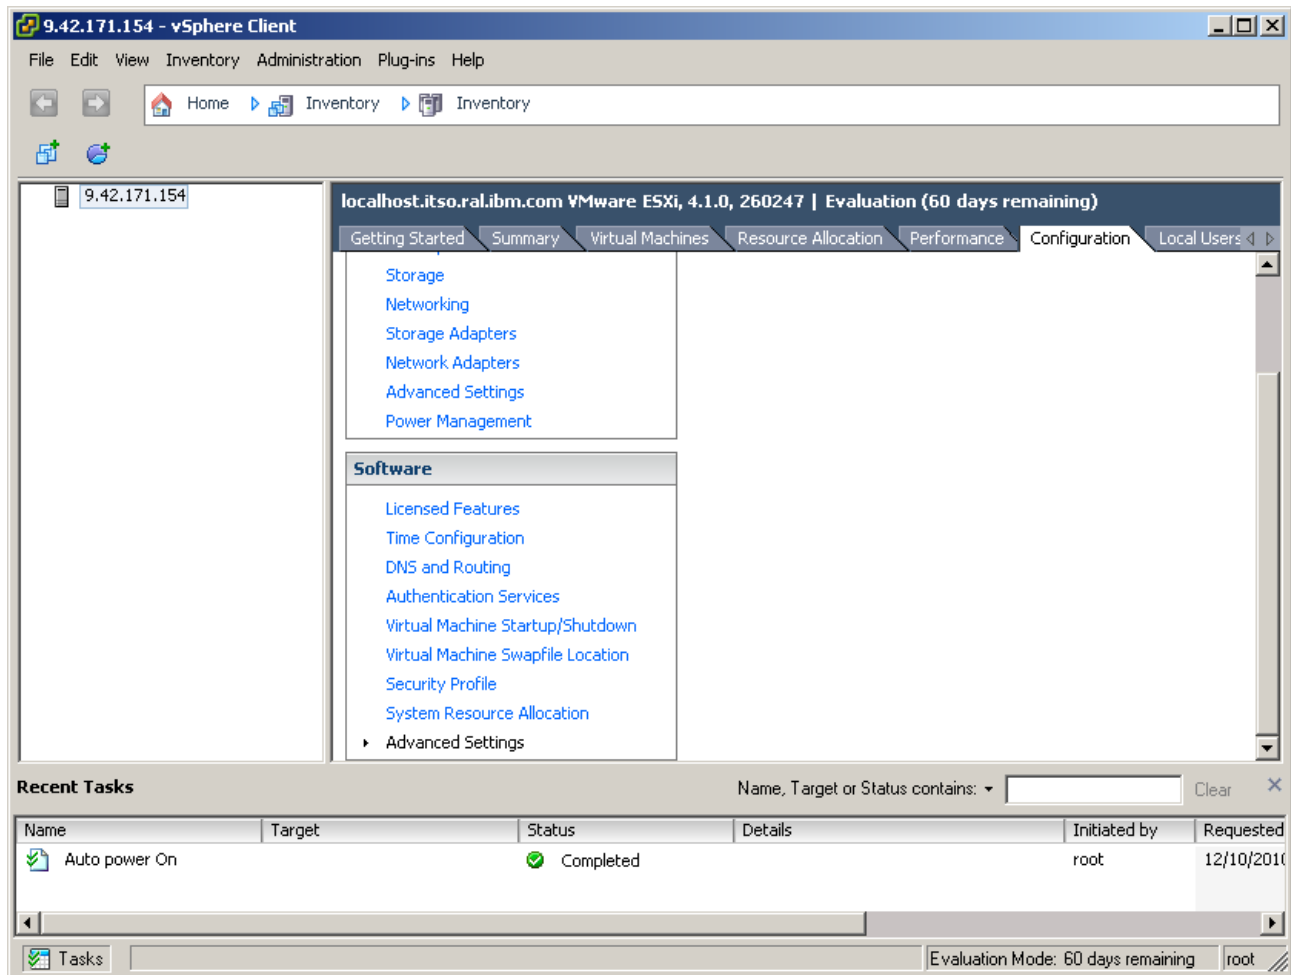 9.42.171.154 - vSphere Client
File Edit View Inventory Administration Plug-ins Help
Home Inventory Inventory
9.42.171.154
localhost.itso.ral.ibm.com VMware ESXi, 4.1.0, 260247 | Evaluation (60 days remaining)
Getting Started Summary Virtual Machines Resource Allocation Performance Configuration Local Users
Storage
Networking
Storage Adapters
Network Adapters
Advanced Settings
Power Management
Software
Licensed Features
Time Configuration
DNS and Routing
Authentication Services
Virtual Machine Startup/Shutdown
Virtual Machine Swapfile Location
Security Profile
System Resource Allocation
Advanced Settings
Recent Tasks Name, Target or Status contains: Clear
Name Target Status Details Initiated by Requested
Auto power On Completed root 12/10/201
Tasks Evaluation Mode: 60 days remaining root